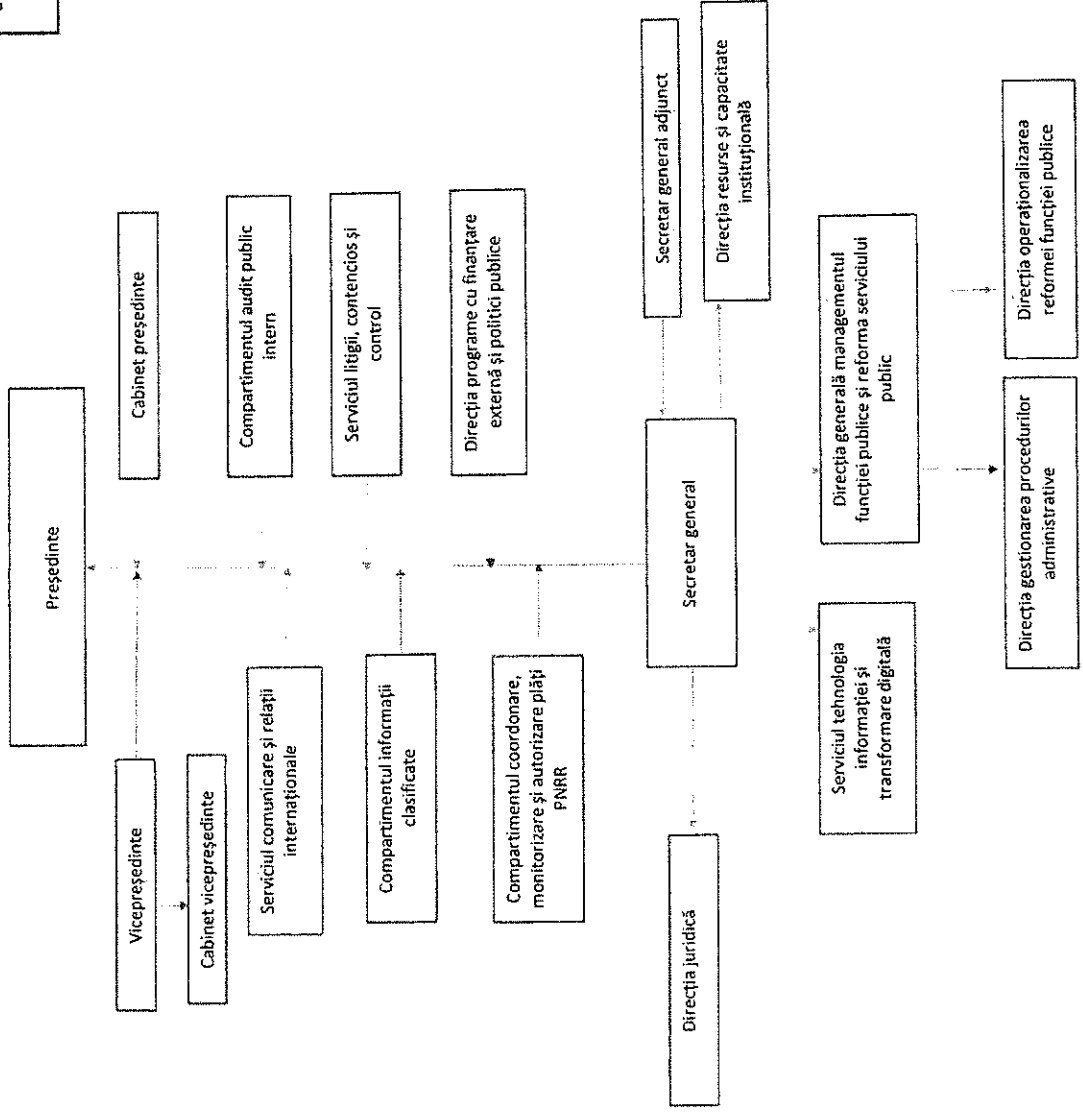 Președinte
Vicepreședinte
Cabinet președinte
Cabinet vicepreședinte
Serviciul comunicare și relații
internaționale
Compartimentul audit public
intern
Compartimentul informații
clasificate
Serviciul litigii, contencios și
control
Compartimentul coordonare,
monitorizare și autorizare plăți
PNRR
Direcția programe cu finanțare
externă și politici publice
Secretar general
Secretar general adjunct
Direcția juridică
Direcția resurse și capacitate
instituțională
Serviciul tehnologia
informației și
transformare digitală
Direcția generală managementul
funcției publice și reforma serviciului
public
Direcția gestionarea procedurilor
administrative
Direcția operaționalizarea
reformei funcției publice